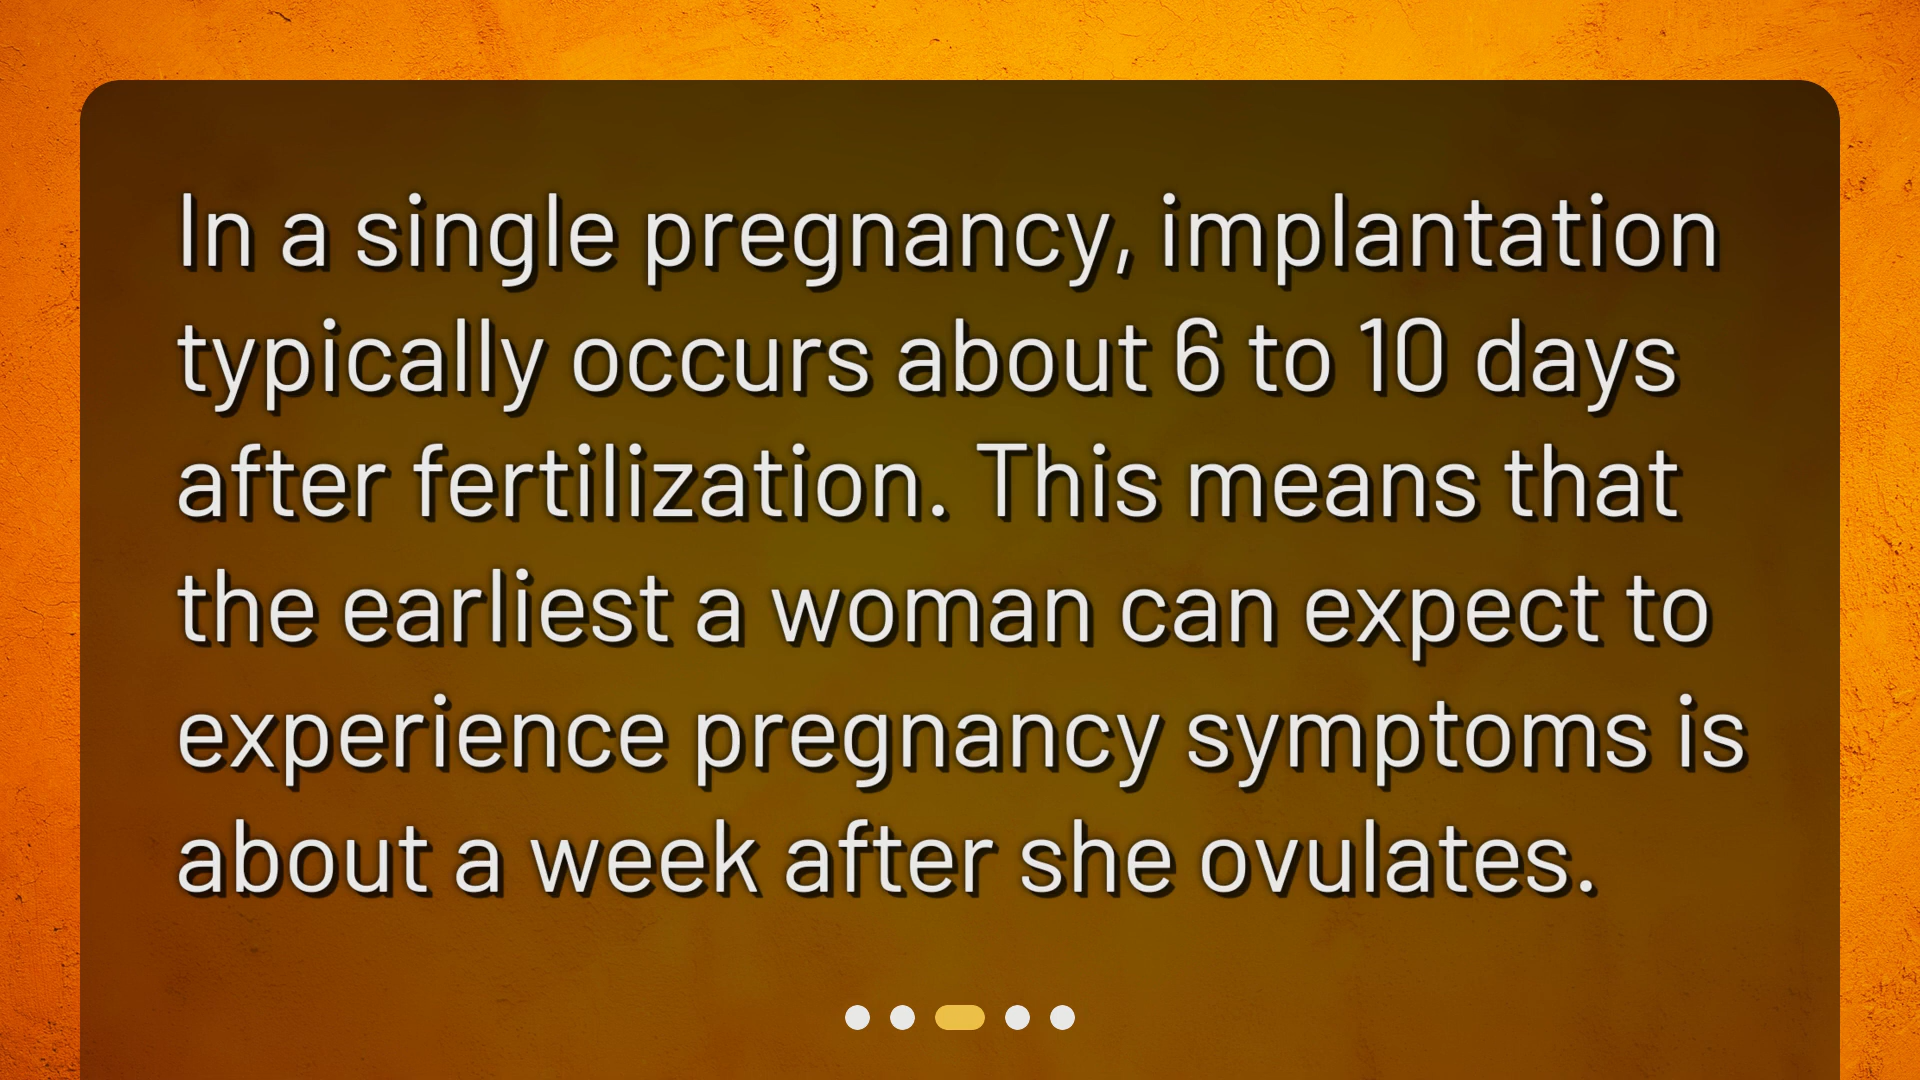 In a single pregnancy, implantation
typically occurs about 6 to 10 days
after fertilization. This means that
the earliest a woman can expect to
experience pregnancy symptoms is
about a week after she ovulates.